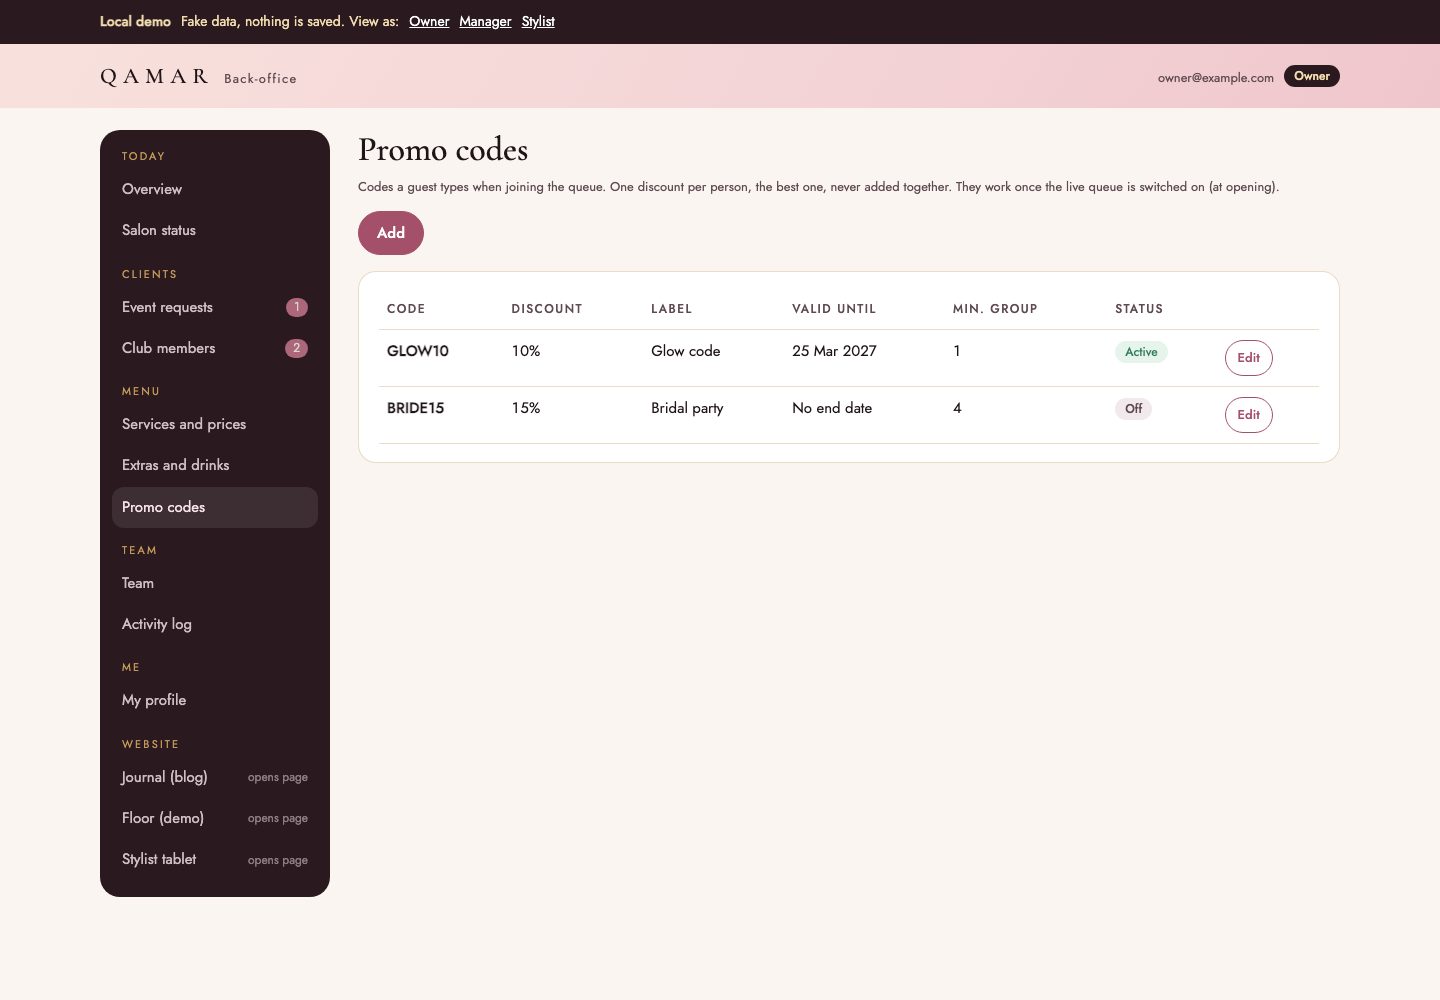 Local demo Fake data, nothing is saved. View as: Owner Manager Stylist
QAMAR Back-office
owner@example.com Owner
TODAY
Overview
Salon status
CLIENTS
Event requests 1
Club members 2
MENU
Services and prices
Extras and drinks
Promo codes
TEAM
Team
Activity log
ME
My profile
WEBSITE
Journal (blog) opens page
Floor (demo) opens page
Stylist tablet opens page
Promo codes
Codes a guest types when joining the queue. One discount per person, the best one, never added together. They work once the live queue is switched on (at opening).
Add
CODE DISCOUNT LABEL VALID UNTIL MIN. GROUP STATUS
GLOW10 10% Glow code 25 Mar 2027 1 Active Edit
BRIDE15 15% Bridal party No end date 4 Off Edit